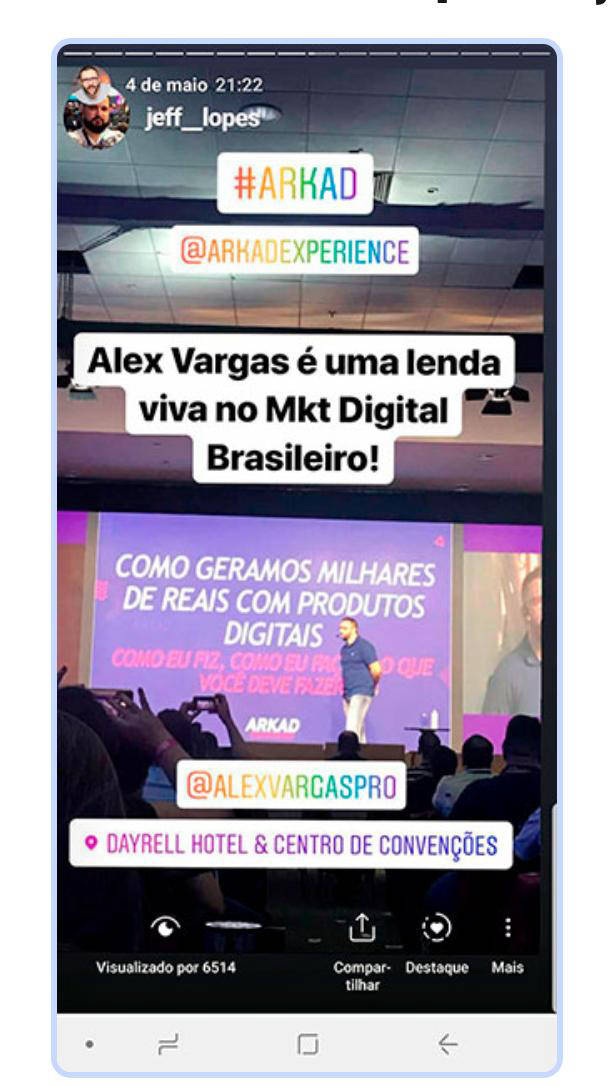 4 de maio 21:22
jeff__lopes
#ARKAD
@ARKADEXPERIENCE
Alex Vargas é uma lenda
viva no Mkt Digital
Brasileiro!
COMO GERAMOS MILHARES
DE REAIS COM PRODUTOS
DIGITAIS
COMO EU FIZ, COMO EU O QUE
VOCÊ DEVE FAZER
ARKAD
@ALEXVARGASPRO
DAYRELL HOTEL & CENTRO DE CONVENÇÕES
Visualizado por 6514
Compar-
tilhar
Destaque
Mais